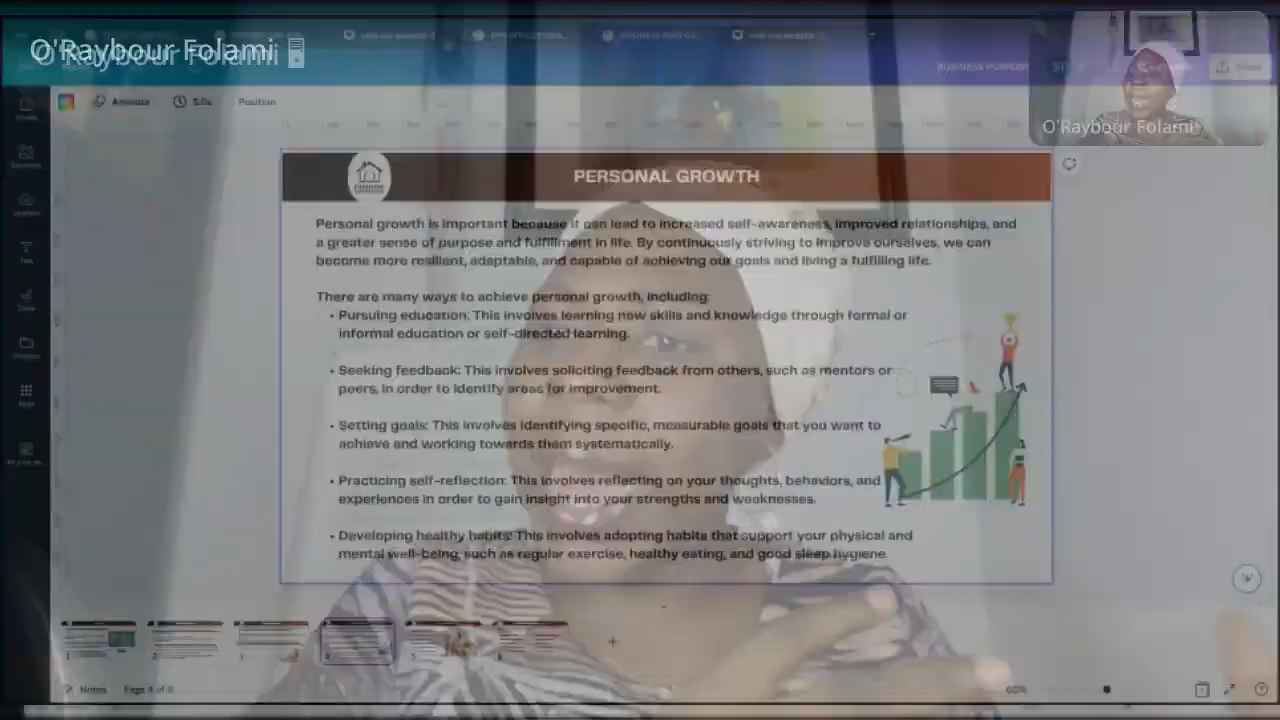 O'Raybour Folami
O'Raybour Folami
Animate
5.0s
Position
BUSINESS PURPOSE
Share
O'Raybour Folami
PERSONAL GROWTH
Personal growth is important because it can lead to increased self-awareness, improved relationships, and
a greater sense of purpose and fulfillment in life. By continuously striving to improve ourselves, we can
become more resilient, adaptable, and capable of achieving our goals and living a fulfilling life.
There are many ways to achieve personal growth, including:
• Pursuing education: This involves learning new skills and knowledge through formal or
informal education or self-directed learning.
• Seeking feedback: This involves soliciting feedback from others, such as mentors or
peers, in order to identify areas for improvement.
• Setting goals: This involves identifying specific, measurable goals that you want to
achieve and working towards them systematically.
• Practicing self-reflection: This involves reflecting on your thoughts, behaviors, and
experiences in order to gain insight into your strengths and weaknesses.
• Developing healthy habits: This involves adopting habits that support your physical and
mental well-being, such as regular exercise, healthy eating, and good sleep hygiene.
Notes
60%